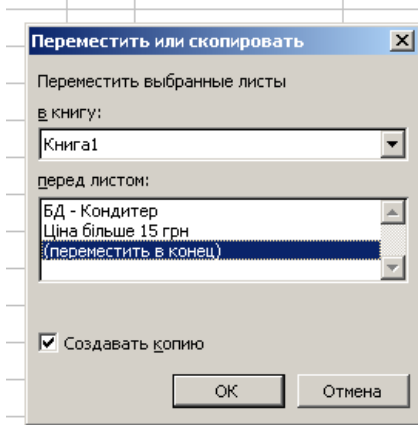 Переместить или скопировать
Переместить выбранные листы
в книгу:
Книга1
перед листом:
БД - Кондитер
Ціна більше 15 грн
(переместить в конец)
Создавать копию
ОК
Отмена